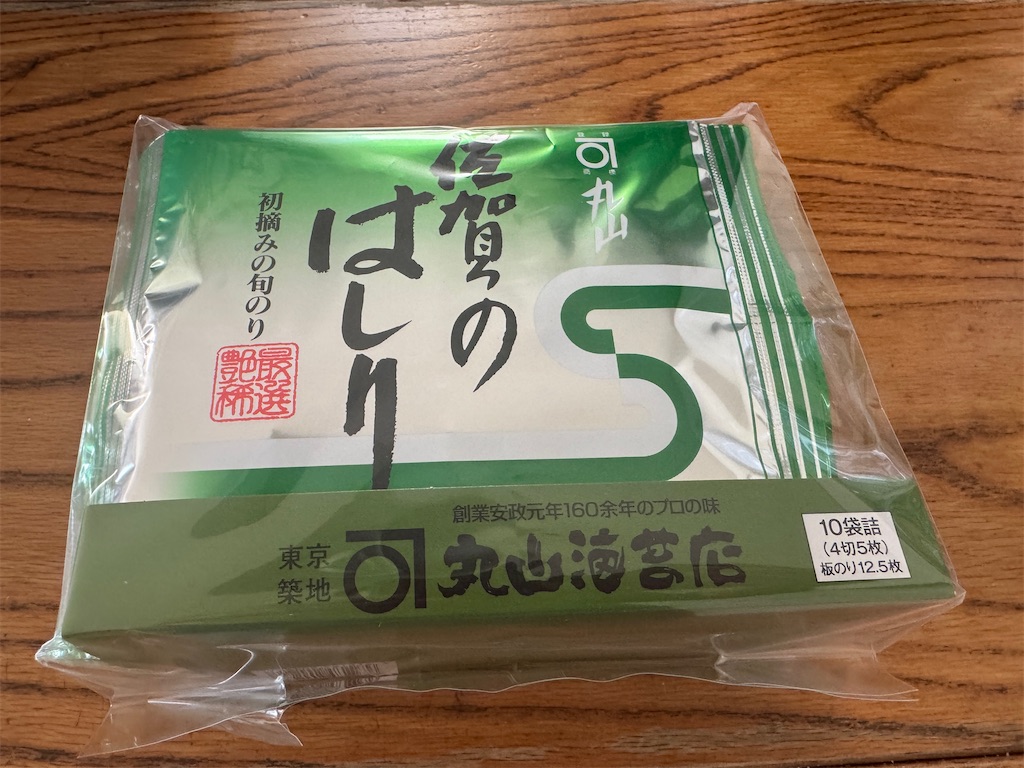 丸山
佐賀の
はしり
初摘みの旬のり
最選
艶稀
創業安政元年160余年のプロの味
東京
築地
丸山海苔店
10袋詰
(4切5枚)
板のり12.5枚